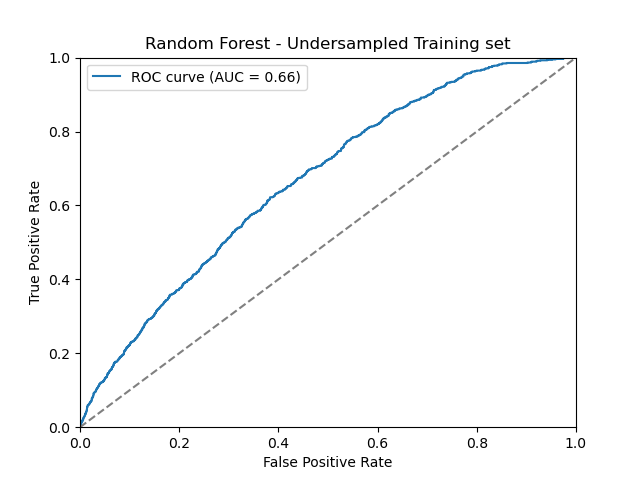 Random Forest - Undersampled Training set
ROC curve (AUC = 0.66)
1.0
0.8
0.6
0.4
0.2
0.0
True Positive Rate
0.0 0.2 0.4 0.6 0.8 1.0
False Positive Rate